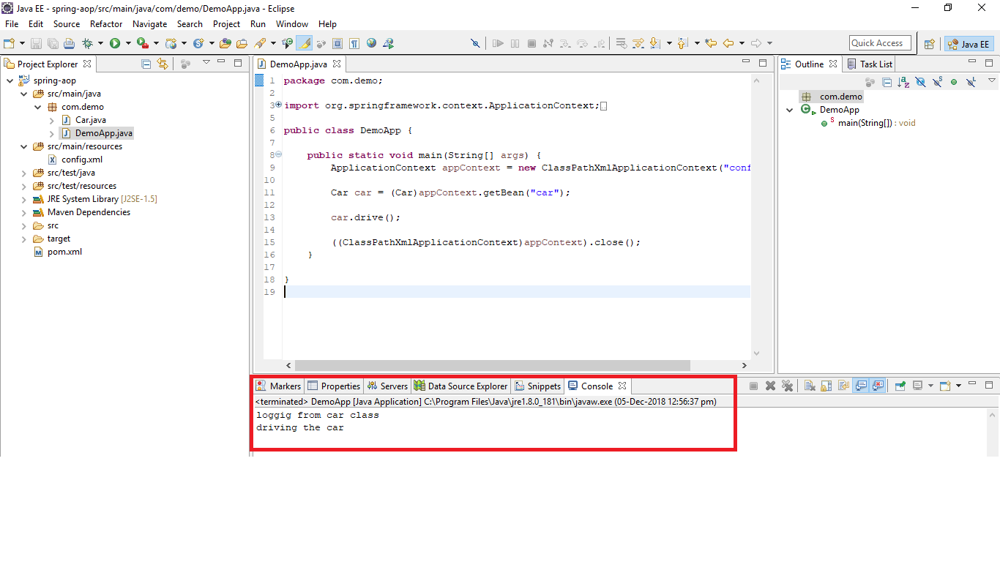 Java EE - spring-aop/src/main/java/com/demo/DemoApp.java - Eclipse
File Edit Source Refactor Navigate Search Project Run Window Help
Quick Access
Java EE
Project Explorer
spring-aop
src/main/java
com.demo
Car.java
DemoApp.java
src/main/resources
config.xml
src/test/java
src/test/resources
JRE System Library [J2SE-1.5]
Maven Dependencies
src
target
pom.xml
DemoApp.java
1 package com.demo;
2
3 import org.springframework.context.ApplicationContext;
5
6 public class DemoApp {
7
8     public static void main(String[] args) {
9         ApplicationContext appContext = new ClassPathXmlApplicationContext("conf
10
11         Car car = (Car)appContext.getBean("car");
12
13         car.drive();
14
15         ((ClassPathXmlApplicationContext)appContext).close();
16     }
17
18 }
19
Outline Task List
com.demo
DemoApp
main(String[]) : void
Markers Properties Servers Data Source Explorer Snippets Console
<terminated> DemoApp [Java Application] C:\Program Files\Java\jre1.8.0_181\bin\javaw.exe (05-Dec-2018 12:56:37 pm)
loggig from car class
driving the car